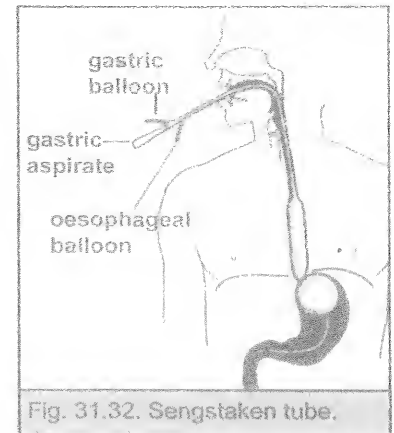 gastric
balloon
gastric
aspirate
oesophageal
balloon
Fig. 31.32. Sengstaken tube.